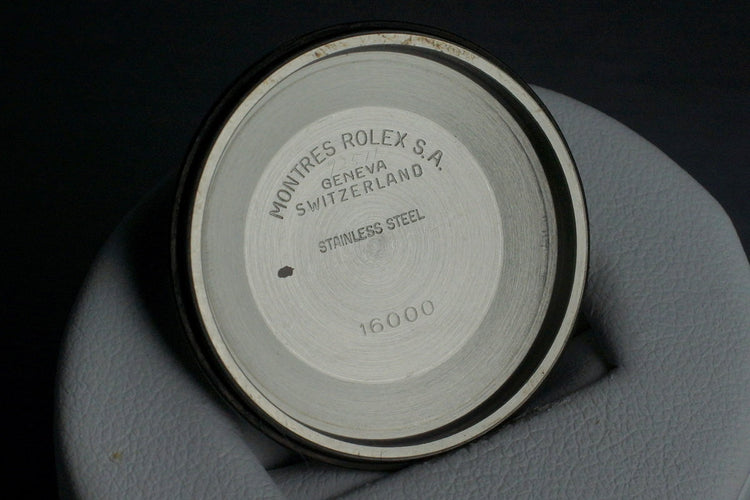 MONTRES ROLEX S.A.
GENEVA
SWITZERLAND
STAINLESS STEEL
16000